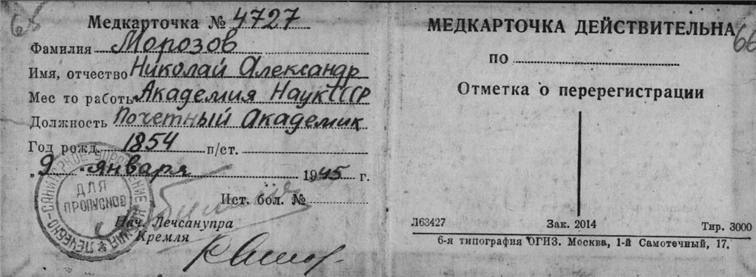 65
Медкарточка № 4727
Фамилия Морозов
Имя, отчество Николай Александр
Мес то работы Академия Наук СССР
Должность Почетный Академик
Год рожд. 1854 п/ст.
"9" января 1945 г.
Ист. бол. №
ДЛЯ
ПРОПУСКОВ
Нач. Лечсанупра
Кремля
МЕДКАРТОЧКА ДЕЙСТВИТЕЛЬНА
66
ПО
Отметка о перерегистрации
Л63427 Зак. 2014 Тир. 3000
6-я типография ОГИЗ. Москва, 1-й Самотечный, 17.